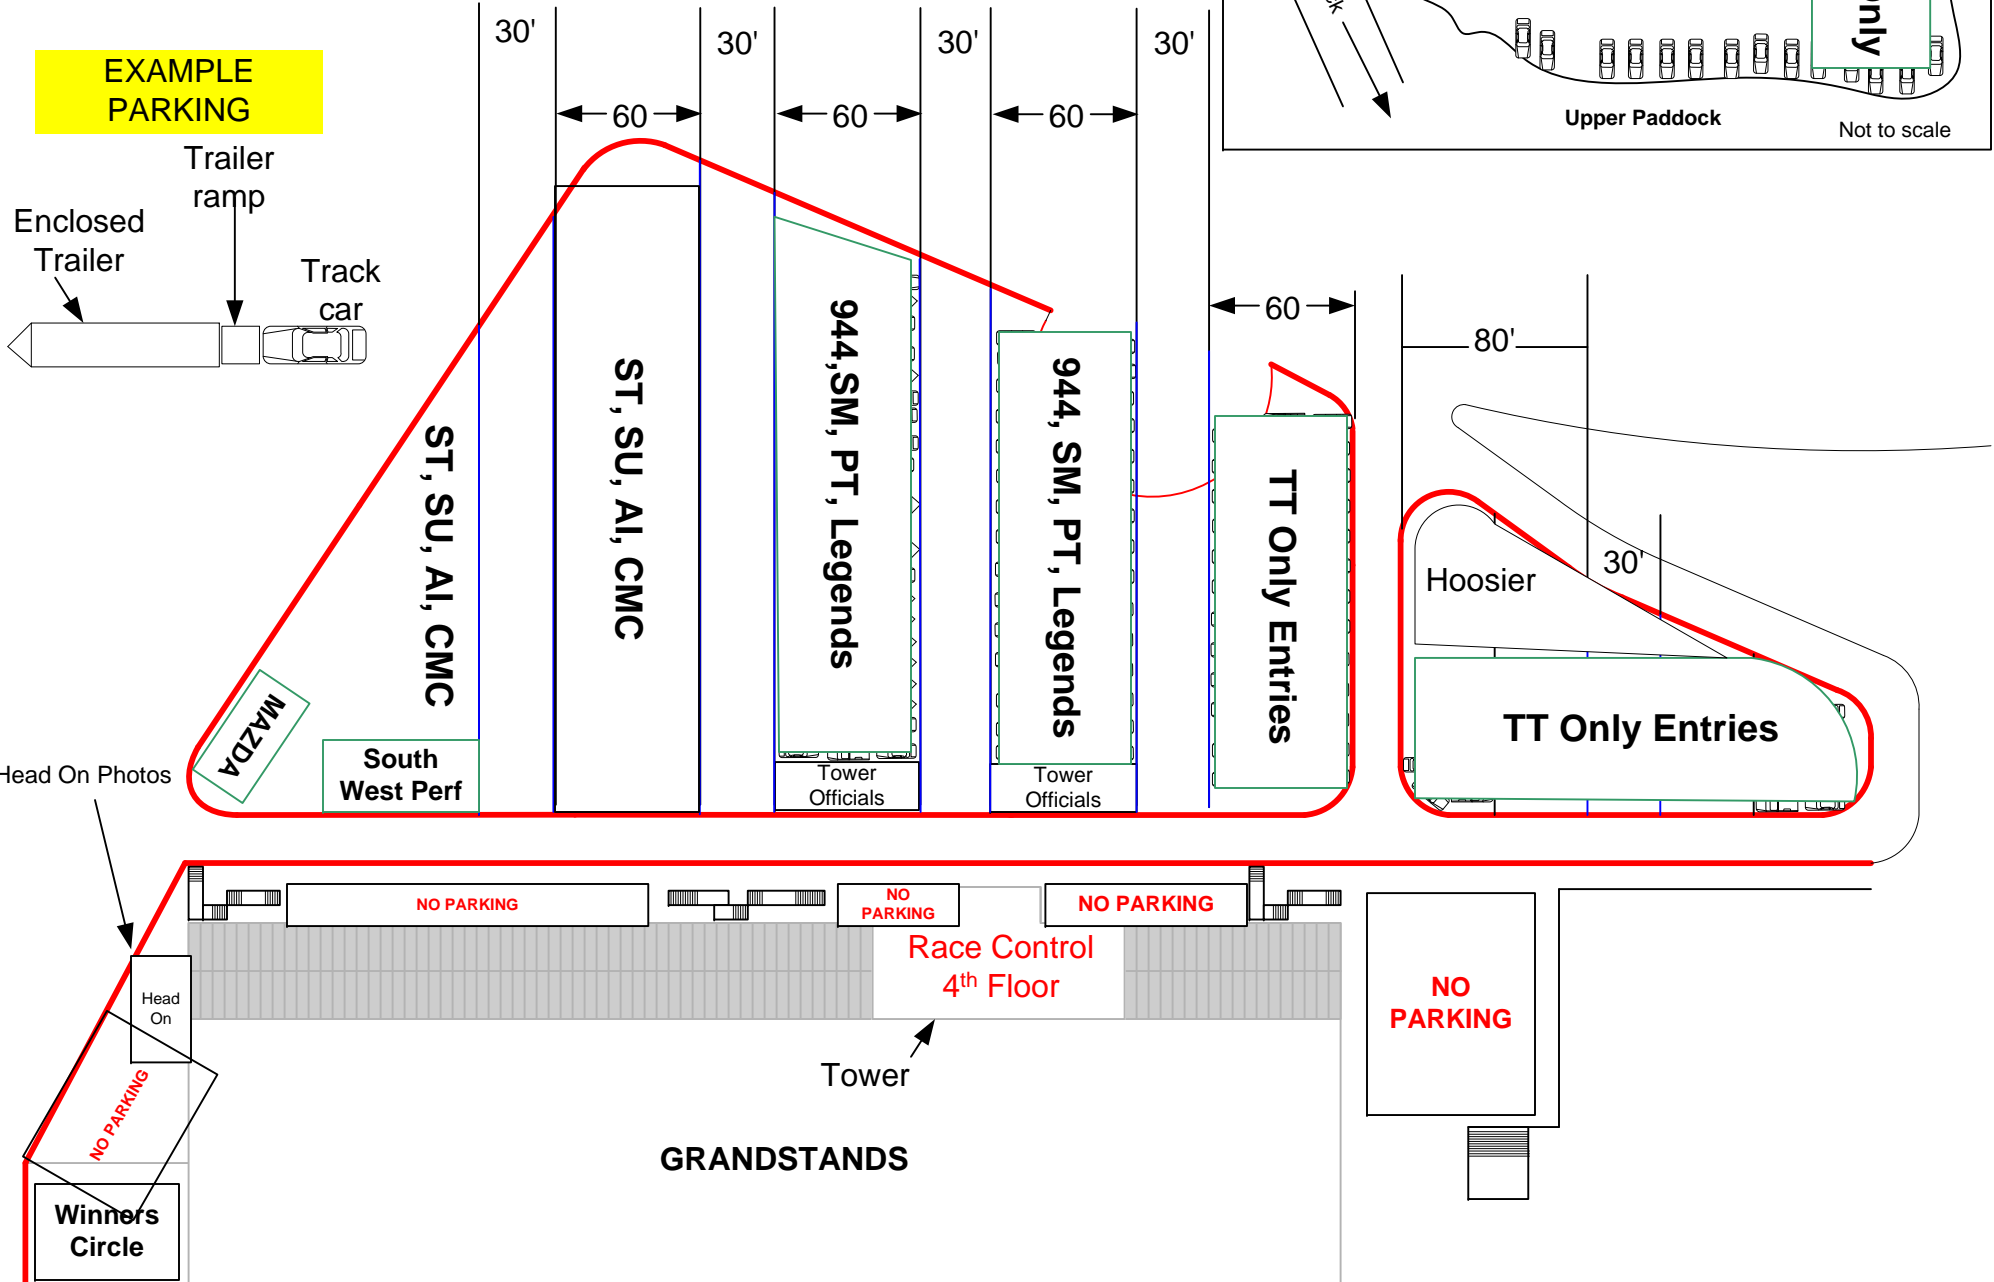 30'
30'
30'
30'
nly
EXAMPLE
PARKING
60
60
60
Upper Paddock
Not to scale
Trailer
ramp
Enclosed
Trailer
Track
car
60
80'
30'
Hoosier
ST, SU, AI, CMC
ST, SU, AI, CMC
944,SM, PT, Legends
944, SM, PT, Legends
TT Only Entries
TT Only Entries
MAZDA
South
West Perf
Tower
Officials
Tower
Officials
Head On Photos
NO PARKING
NO
PARKING
NO PARKING
Race Control
4th Floor
Head
On
NO
PARKING
Tower
NO PARKING
GRANDSTANDS
Winners
Circle